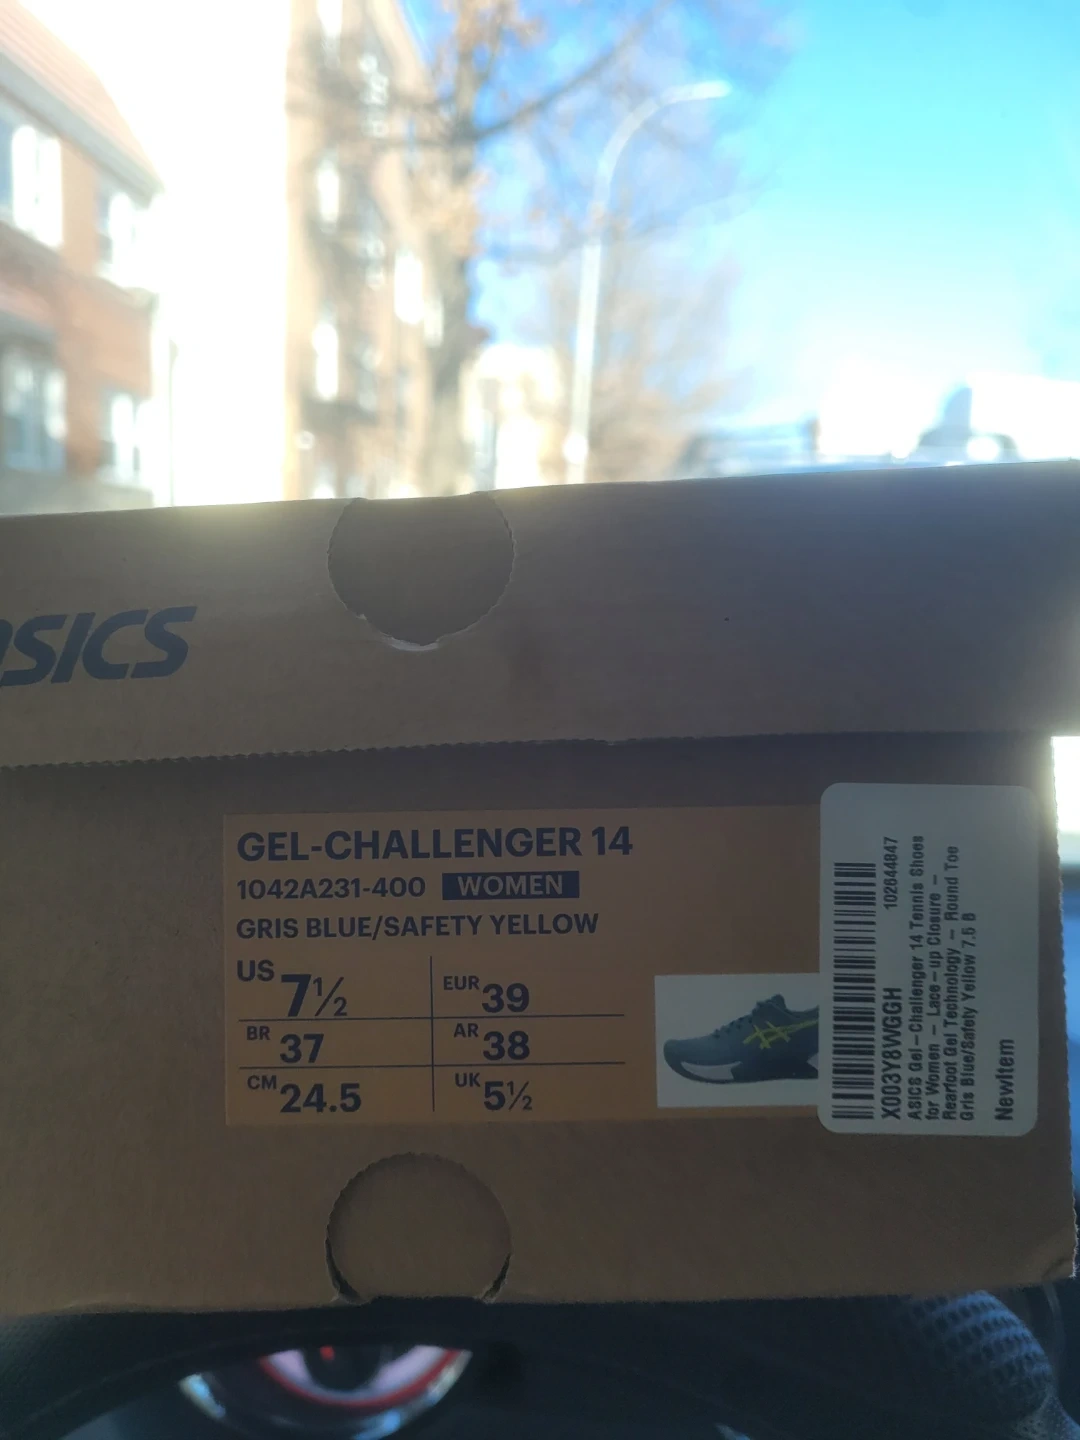 ASICS
GEL-CHALLENGER 14
1042A231-400 WOMEN
GRIS BLUE/SAFETY YELLOW
US 7½
EUR 39
BR 37
AR 38
CM 24.5
UK 5½
X003Y8WGGH 102644847
ASICS Gel-Challenger 14 Tennis Shoes
for Women - Lace-up Closure -
Rearfoot Gel Technology - Round Toe
Gris Blue/Safety Yellow 7.5 B
NewItem